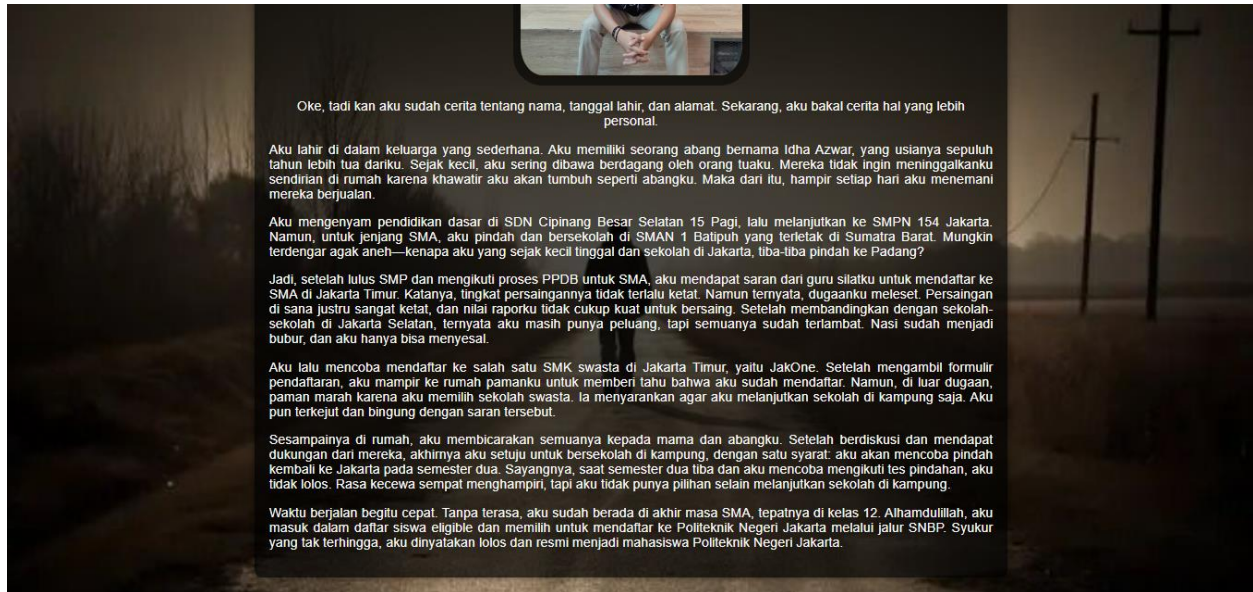 Oke, tadi kan aku sudah cerita tentang nama, tanggal lahir, dan alamat. Sekarang, aku bakal cerita hal yang lebih
personal.
Aku lahir di dalam keluarga yang sederhana. Aku memiliki seorang abang bernama Idha Azwar, yang usianya sepuluh
tahun lebih tua dariku. Sejak kecil, aku sering dibawa berdagang oleh orang tuaku. Mereka tidak ingin meninggalkanku
sendirian di rumah karena khawatir aku akan tumbuh seperti abangku. Maka dari itu, hampir setiap hari aku menemani
mereka berjualan.
Aku mengenyam pendidikan dasar di SDN Cipinang Besar Selatan 15 Pagi, lalu melanjutkan ke SMPN 154 Jakarta.
Namun, untuk jenjang SMA, aku pindah dan bersekolah di SMAN 1 Batipuh yang terletak di Sumatra Barat. Mungkin
terdengar agak aneh—kenapa aku yang sejak kecil tinggal dan sekolah di Jakarta, tiba-tiba pindah ke Padang?
Jadi, setelah lulus SMP dan mengikuti proses PPDB untuk SMA, aku mendapat saran dari guru silatku untuk mendaftar ke
SMA di Jakarta Timur. Katanya, tingkat persaingannya tidak terlalu ketat. Namun ternyata, dugaanku meleset. Persaingan
di sana justru sangat ketat, dan nilai raporku tidak cukup kuat untuk bersaing. Setelah membandingkan dengan sekolah-
sekolah di Jakarta Selatan, ternyata aku masih punya peluang, tapi semuanya sudah terlambat. Nasi sudah menjadi
bubur, dan aku hanya bisa menyesal.
Aku lalu mencoba mendaftar ke salah satu SMK swasta di Jakarta Timur, yaitu JakOne. Setelah mengambil formulir
pendaftaran, aku mampir ke rumah pamanku untuk memberi tahu bahwa aku sudah mendaftar. Namun, di luar dugaan,
paman marah karena aku memilih sekolah swasta. Ia menyarankan agar aku melanjutkan sekolah di kampung saja. Aku
pun terkejut dan bingung dengan saran tersebut.
Sesampainya di rumah, aku membicarakan semuanya kepada mama dan abangku. Setelah berdiskusi dan mendapat
dukungan dari mereka, akhirnya aku setuju untuk bersekolah di kampung, dengan satu syarat: aku akan mencoba pindah
kembali ke Jakarta pada semester dua. Sayangnya, saat semester dua tiba dan aku mencoba mengikuti tes pindahan, aku
tidak lolos. Rasa kecewa sempat menghampiri, tapi aku tidak punya pilihan selain melanjutkan sekolah di kampung.
Waktu berjalan begitu cepat. Tanpa terasa, aku sudah berada di akhir masa SMA, tepatnya di kelas 12. Alhamdulillah, aku
masuk dalam daftar siswa eligible dan memilih untuk mendaftar ke Politeknik Negeri Jakarta melalui jalur SNBP. Syukur
yang tak terhingga, aku dinyatakan lolos dan resmi menjadi mahasiswa Politeknik Negeri Jakarta.